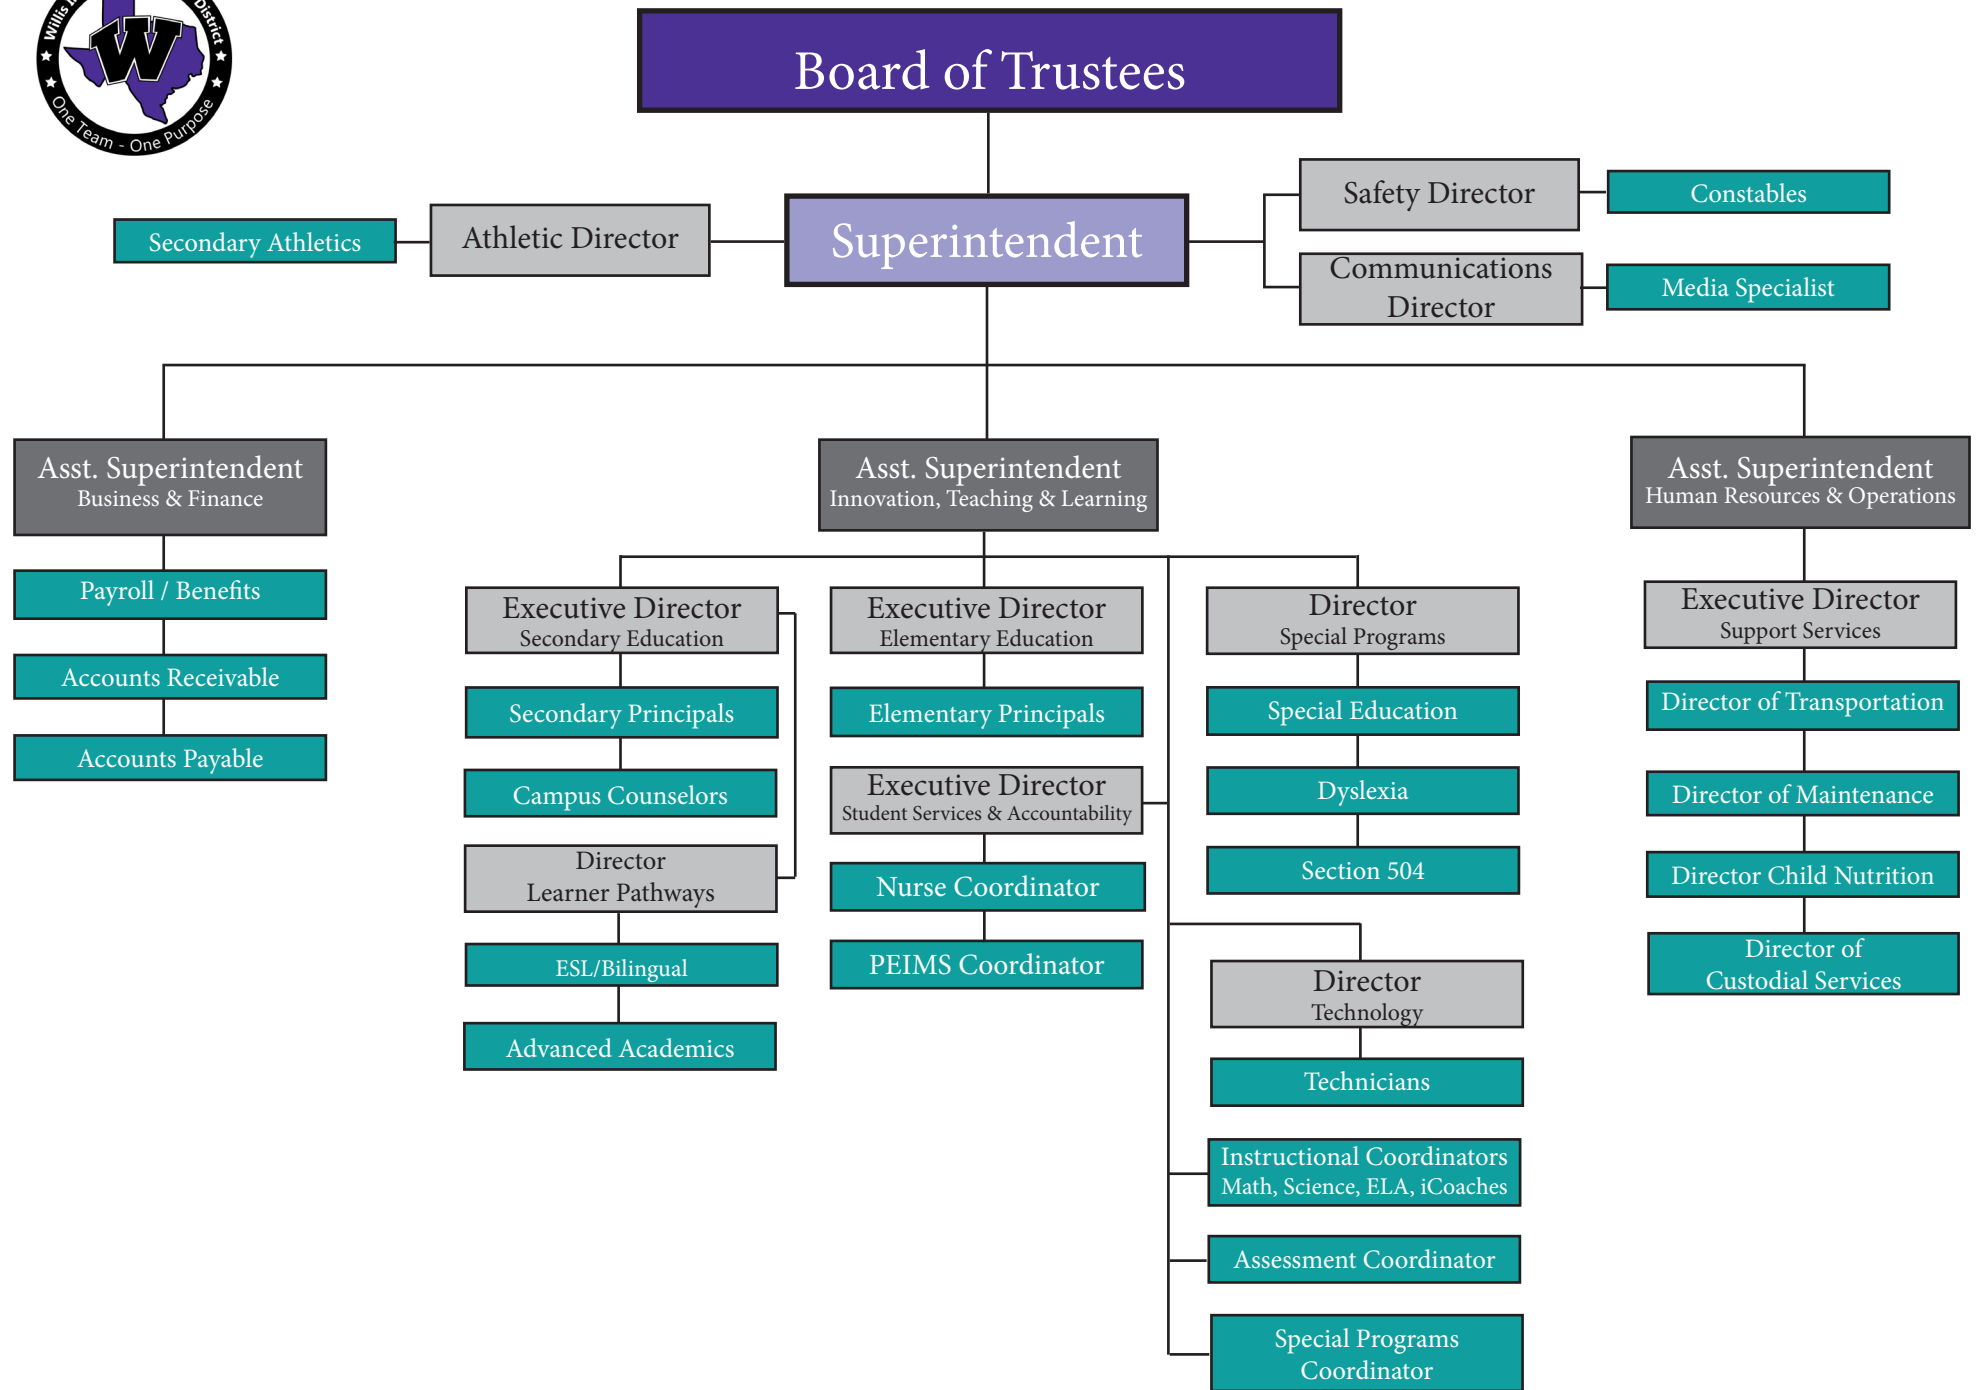 Willis In
District
One Team - One Purpose
Board of Trustees
Secondary Athletics
Athletic Director
Superintendent
Safety Director
Constables
Communications
Director
Media Specialist
Asst. Superintendent
Business & Finance
Payroll / Benefits
Accounts Receivable
Accounts Payable
Asst. Superintendent
Innovation, Teaching & Learning
Executive Director
Secondary Education
Secondary Principals
Campus Counselors
Director
Learner Pathways
ESL/Bilingual
Advanced Academics
Executive Director
Elementary Education
Elementary Principals
Executive Director
Student Services & Accountability
Nurse Coordinator
PEIMS Coordinator
Director
Special Programs
Special Education
Dyslexia
Section 504
Director
Technology
Technicians
Instructional Coordinators
Math, Science, ELA, iCoaches
Assessment Coordinator
Special Programs
Coordinator
Asst. Superintendent
Human Resources & Operations
Executive Director
Support Services
Director of Transportation
Director of Maintenance
Director Child Nutrition
Director of
Custodial Services